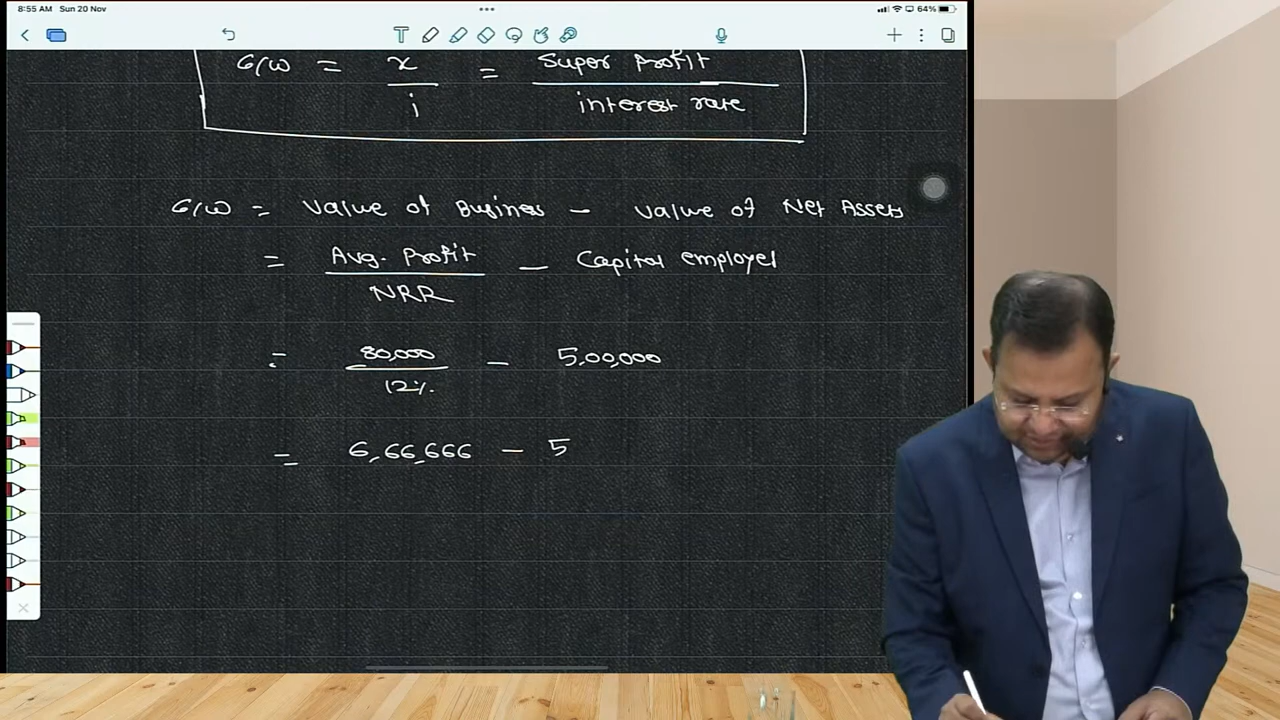 8:55 AM Sun 20 Nov
64%
G/W = x / i = Super Profit / interest rate
G/W = Value of Business - Value of Net Assets
= Avg. Profit / NRR - Capital employed
= 80,000 / 12% - 5,00,000
= 6,66,666 - 5